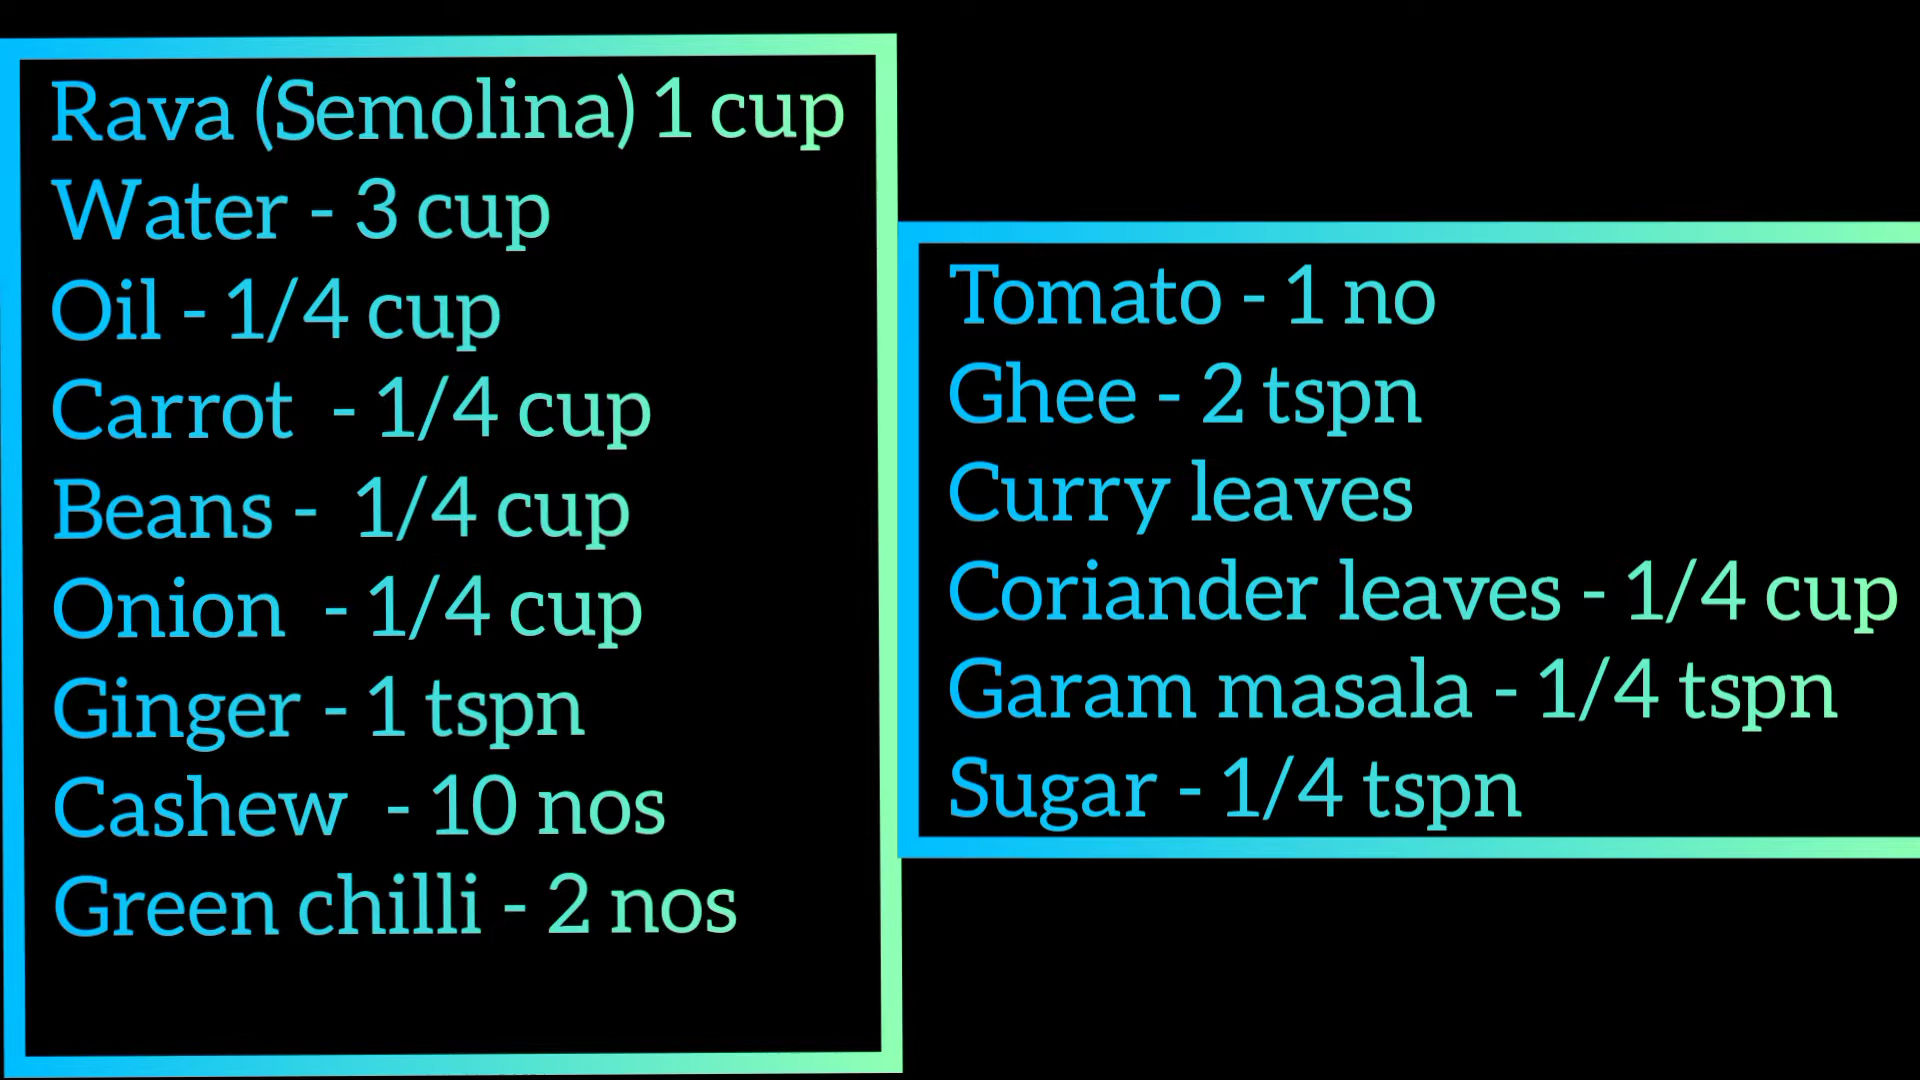 Rava (Semolina) 1 cup
Water - 3 cup
Oil - 1/4 cup
Carrot - 1/4 cup
Beans - 1/4 cup
Onion - 1/4 cup
Ginger - 1 tspn
Cashew - 10 nos
Green chilli - 2 nos
Tomato - 1 no
Ghee - 2 tspn
Curry leaves
Coriander leaves - 1/4 cup
Garam masala - 1/4 tspn
Sugar - 1/4 tspn